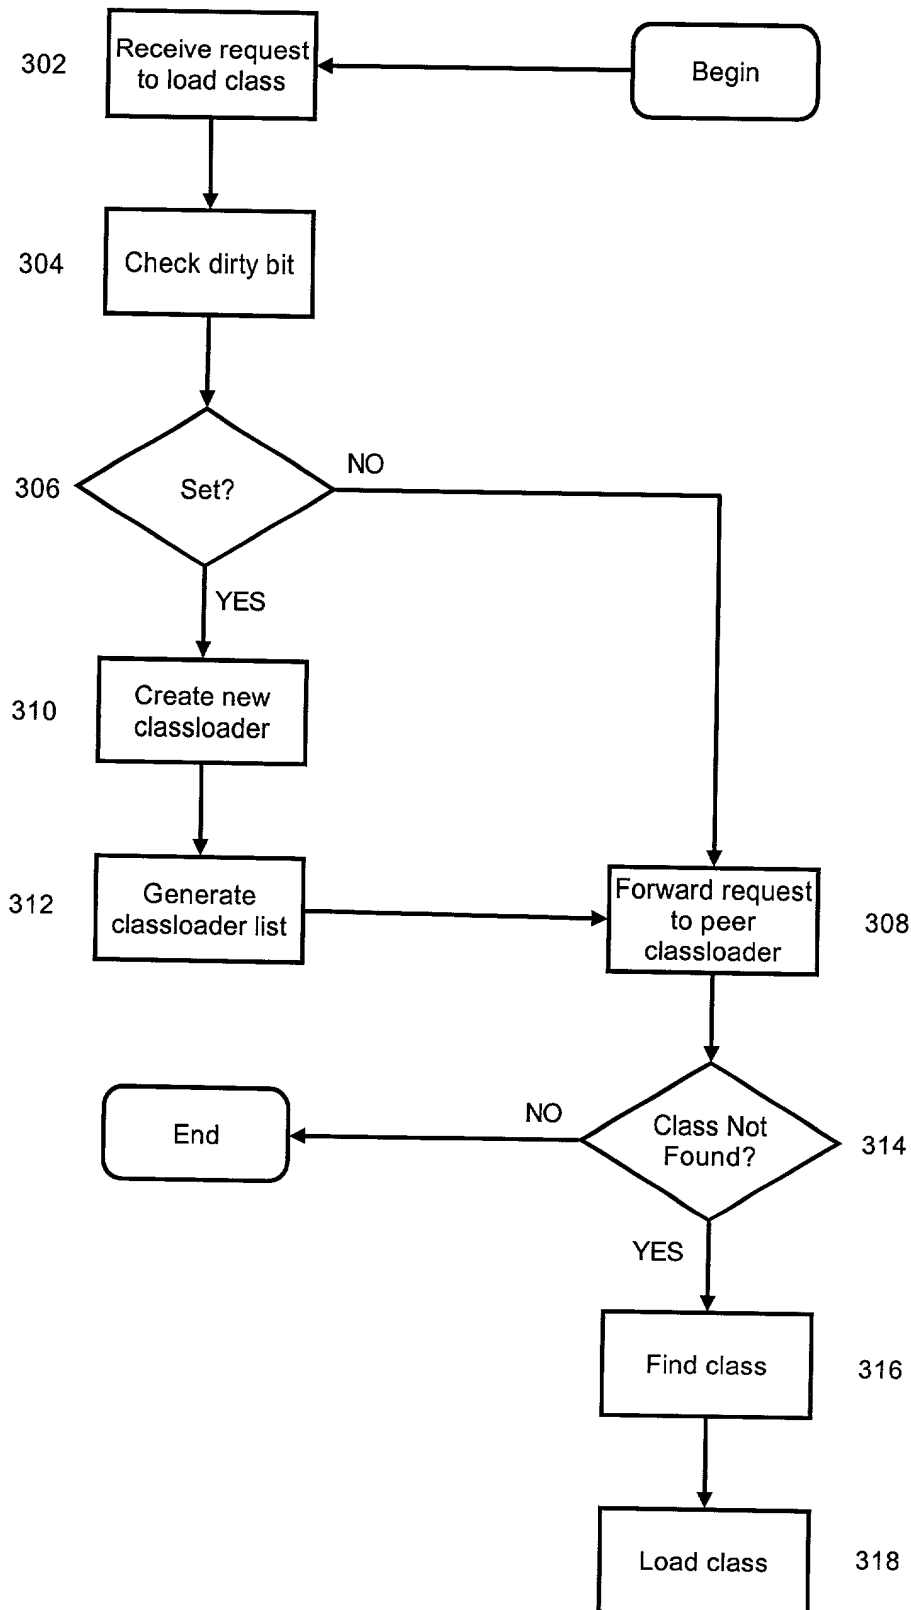 302
Receive request
to load class
Begin
304
Check dirty bit
306
Set?
NO
YES
310
Create new
classloader
312
Generate
classloader list
Forward request
to peer
classloader
308
End
NO
Class Not
Found?
314
YES
Find class
316
Load class
318